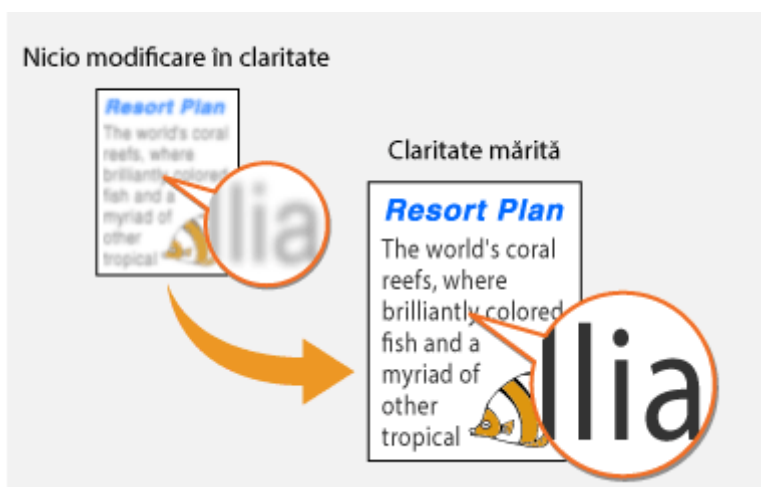 Nicio modificare în claritate
Resort Plan
The world's coral
reefs, where
brilliantly colored
fish and a
myriad of
other
tropical
llia
Claritate mărită
Resort Plan
The world's coral
reefs, where
brilliantly colored
fish and a
myriad of
other
tropical
llia